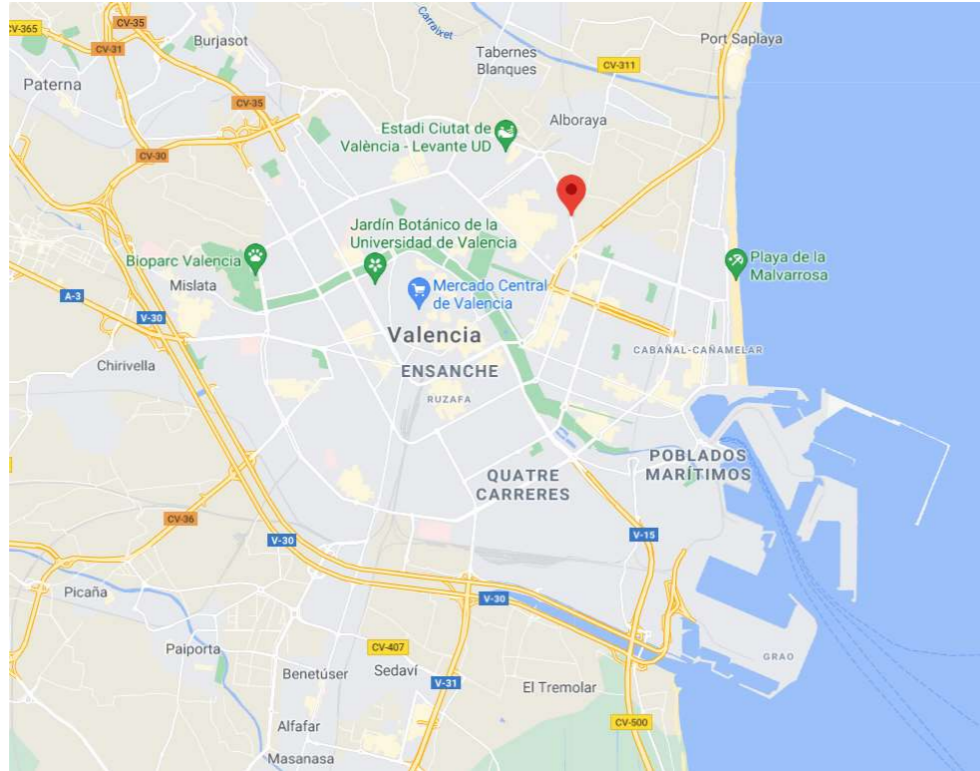 CV-365
CV-35
CV-31
Burjasot
Carraixet
Tabernes
Blanques
Port Saplaya
CV-311
Paterna
CV-35
Alboraya
Estadi Ciutat de
València - Levante UD
CV-30
Jardín Botánico de la
Universidad de Valencia
Bioparc Valencia
Mislata
Playa de la
Malvarrosa
A-3
Mercado Central
de Valencia
V-30
Valencia
CABAÑAL-CAÑAMELAR
Chirivella
ENSANCHE
RUZAFA
POBLADOS
MARÍTIMOS
QUATRE
CARRERES
CV-36
V-30
V-15
Picaña
V-30
Paiporta
CV-407
GRAO
Benetúser
Sedaví
V-31
El Tremolar
Alfafar
CV-500
Masanasa